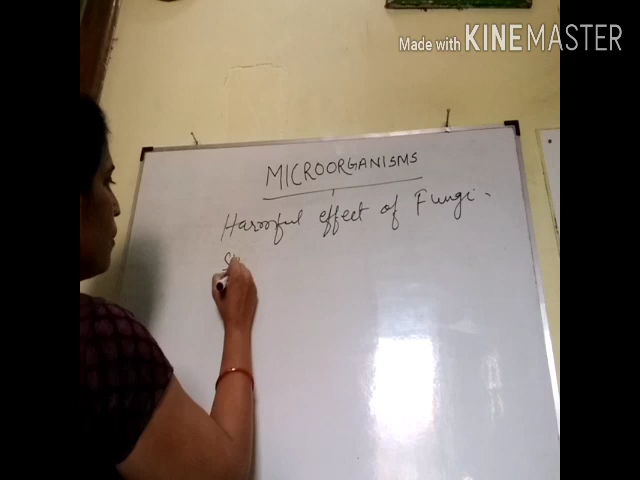 Made with KINEMASTER
MICROORGANISMS
Harmful effect of Fungi.
S